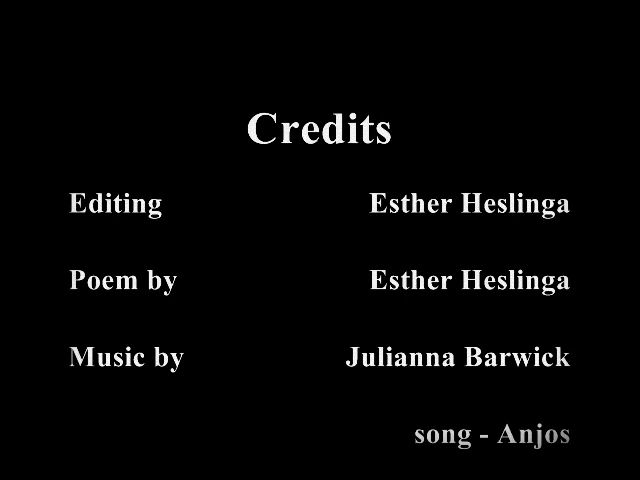 Credits
Editing Esther Heslinga
Poem by Esther Heslinga
Music by Julianna Barwick
song - Anjos